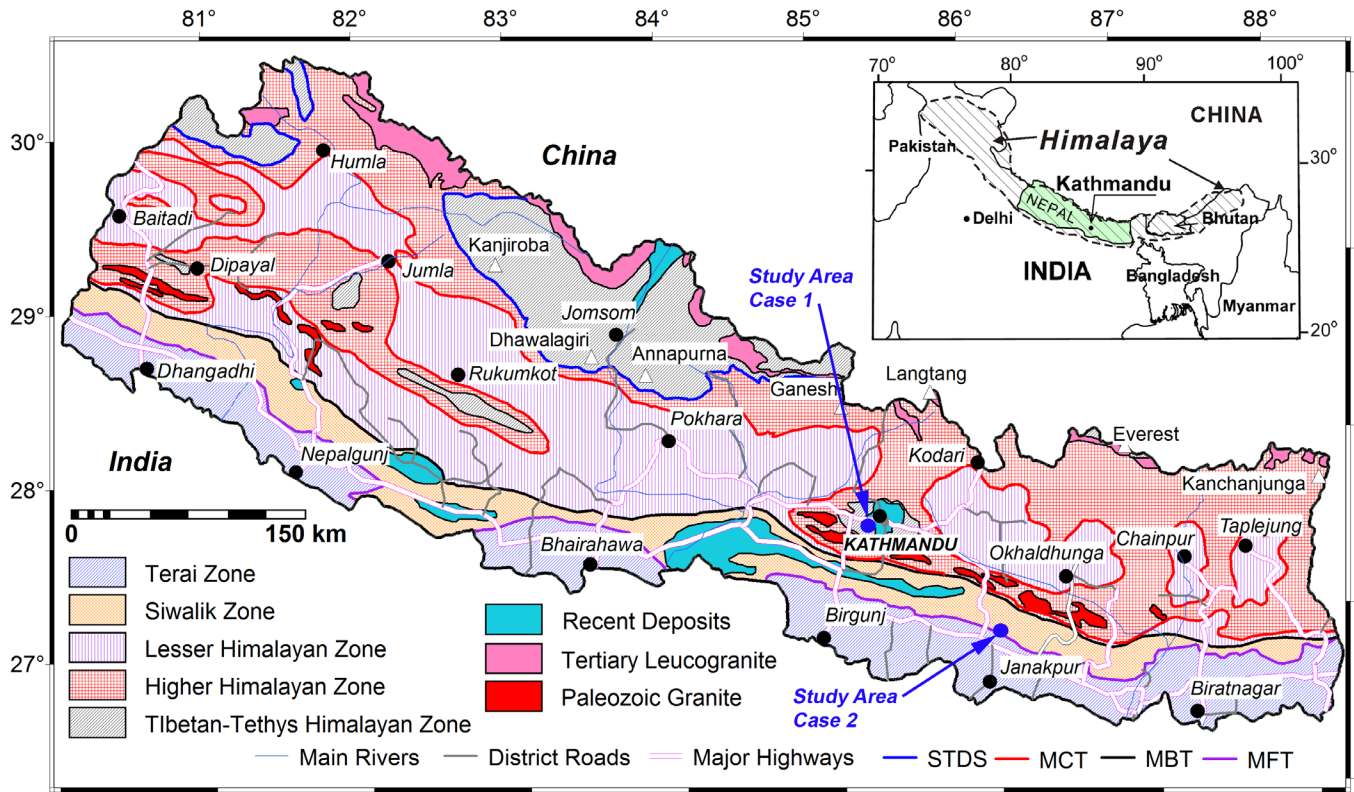 81°
82
83
84
85
86
87
88
30°
29°
28°
27°
China
India
Humla
Baitadi
Dipayal
Jumla
Kanjiroba
Jomsom
Dhawalagiri
Annapurna
Dhangadhi
Rukumkot
Nepalgunj
Pokhara
Ganesh
Langtang
Kodari
Everest
Kanchanjunga
Study Area
Case 1
KATHMANDU
Bhairahawa
Okhaldhunga
Chainpur
Taplejung
Birgunj
Janakpur
Biratnagar
Study Area
Case 2
0 150 km
70°
80°
90°
100°
30°
20°
CHINA
Himalaya
Pakistan
Kathmandu
NEPAL
Delhi
Bhutan
INDIA
Bangladesh
Myanmar
Terai Zone
Siwalik Zone
Lesser Himalayan Zone
Higher Himalayan Zone
TIbetan-Tethys Himalayan Zone
Recent Deposits
Tertiary Leucogranite
Paleozoic Granite
Main Rivers District Roads Major Highways STDS MCT MBT MFT